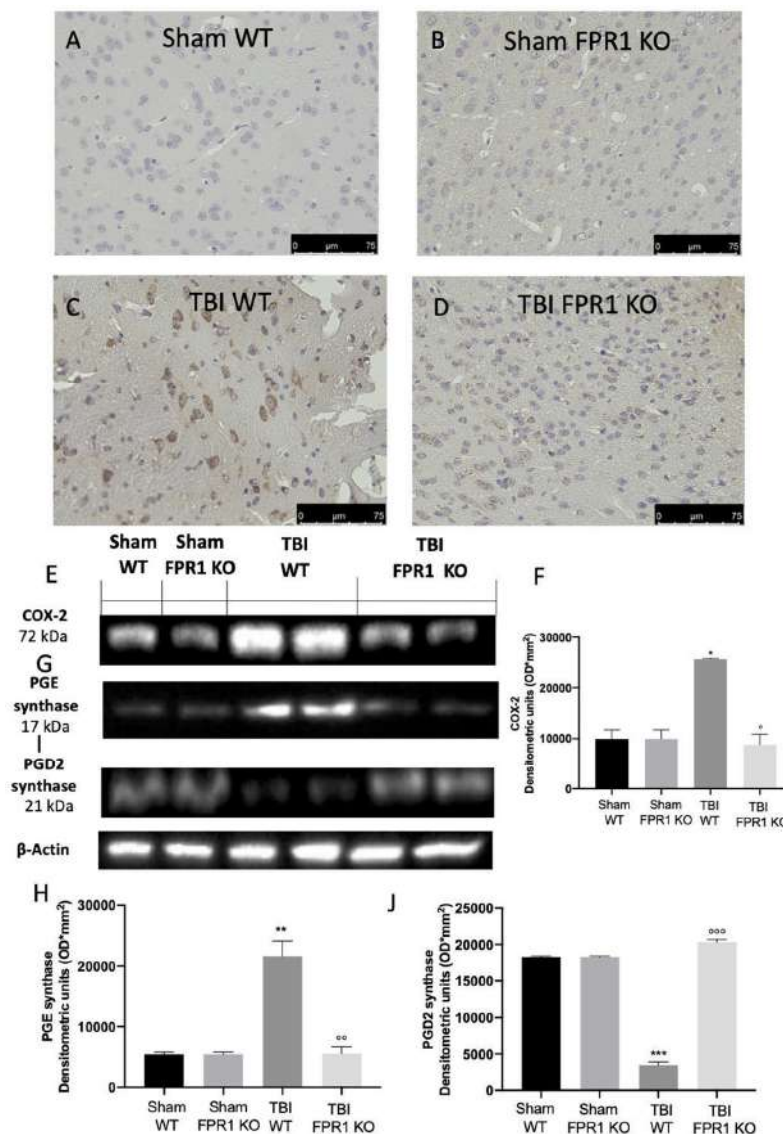 A
Sham WT
0 µm 75
B
Sham FPR1 KO
0 µm 75
C
TBI WT
0 µm 75
D
TBI FPR1 KO
0 µm 75
E
Sham WT
Sham FPR1 KO
TBI WT
TBI FPR1 KO
COX-2
72 kDa
G
PGE
synthase
17 kDa
I
PGD2
synthase
21 kDa
β-Actin
F
COX-2
Densitometric units (OD*mm²)
30000
20000
10000
0
*
°
Sham WT
Sham FPR1 KO
TBI WT
TBI FPR1 KO
H
PGE synthase
Densitometric units (OD*mm²)
30000
20000
10000
0
**
°°
Sham WT
Sham FPR1 KO
TBI WT
TBI FPR1 KO
J
PGD2 synthase
Densitometric units (OD*mm²)
25000
20000
15000
10000
5000
0
***
°°°
Sham WT
Sham FPR1 KO
TBI WT
TBI FPR1 KO